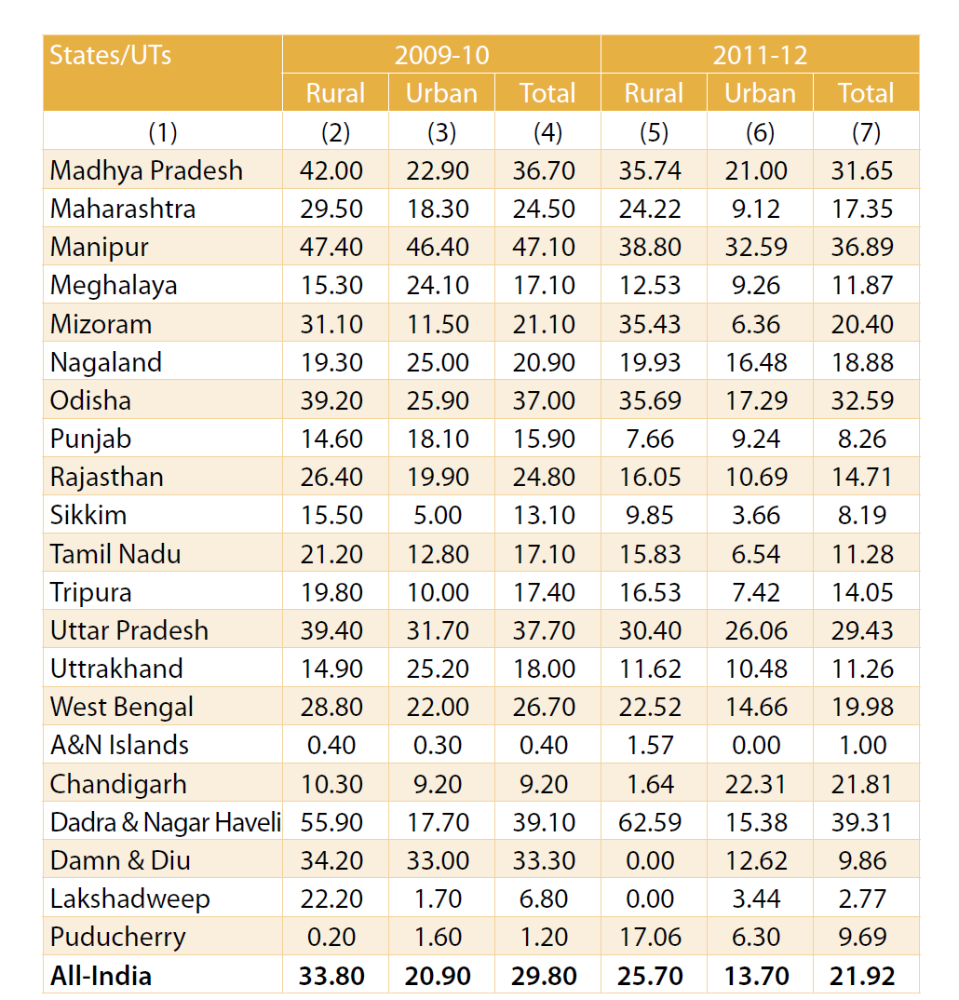 States/UTs 2009-10 2011-12
Rural Urban Total Rural Urban Total
(1) (2) (3) (4) (5) (6) (7)
Madhya Pradesh 42.00 22.90 36.70 35.74 21.00 31.65
Maharashtra 29.50 18.30 24.50 24.22 9.12 17.35
Manipur 47.40 46.40 47.10 38.80 32.59 36.89
Meghalaya 15.30 24.10 17.10 12.53 9.26 11.87
Mizoram 31.10 11.50 21.10 35.43 6.36 20.40
Nagaland 19.30 25.00 20.90 19.93 16.48 18.88
Odisha 39.20 25.90 37.00 35.69 17.29 32.59
Punjab 14.60 18.10 15.90 7.66 9.24 8.26
Rajasthan 26.40 19.90 24.80 16.05 10.69 14.71
Sikkim 15.50 5.00 13.10 9.85 3.66 8.19
Tamil Nadu 21.20 12.80 17.10 15.83 6.54 11.28
Tripura 19.80 10.00 17.40 16.53 7.42 14.05
Uttar Pradesh 39.40 31.70 37.70 30.40 26.06 29.43
Uttrakhand 14.90 25.20 18.00 11.62 10.48 11.26
West Bengal 28.80 22.00 26.70 22.52 14.66 19.98
A&N Islands 0.40 0.30 0.40 1.57 0.00 1.00
Chandigarh 10.30 9.20 9.20 1.64 22.31 21.81
Dadra & Nagar Haveli 55.90 17.70 39.10 62.59 15.38 39.31
Damn & Diu 34.20 33.00 33.30 0.00 12.62 9.86
Lakshadweep 22.20 1.70 6.80 0.00 3.44 2.77
Puducherry 0.20 1.60 1.20 17.06 6.30 9.69
All-India 33.80 20.90 29.80 25.70 13.70 21.92